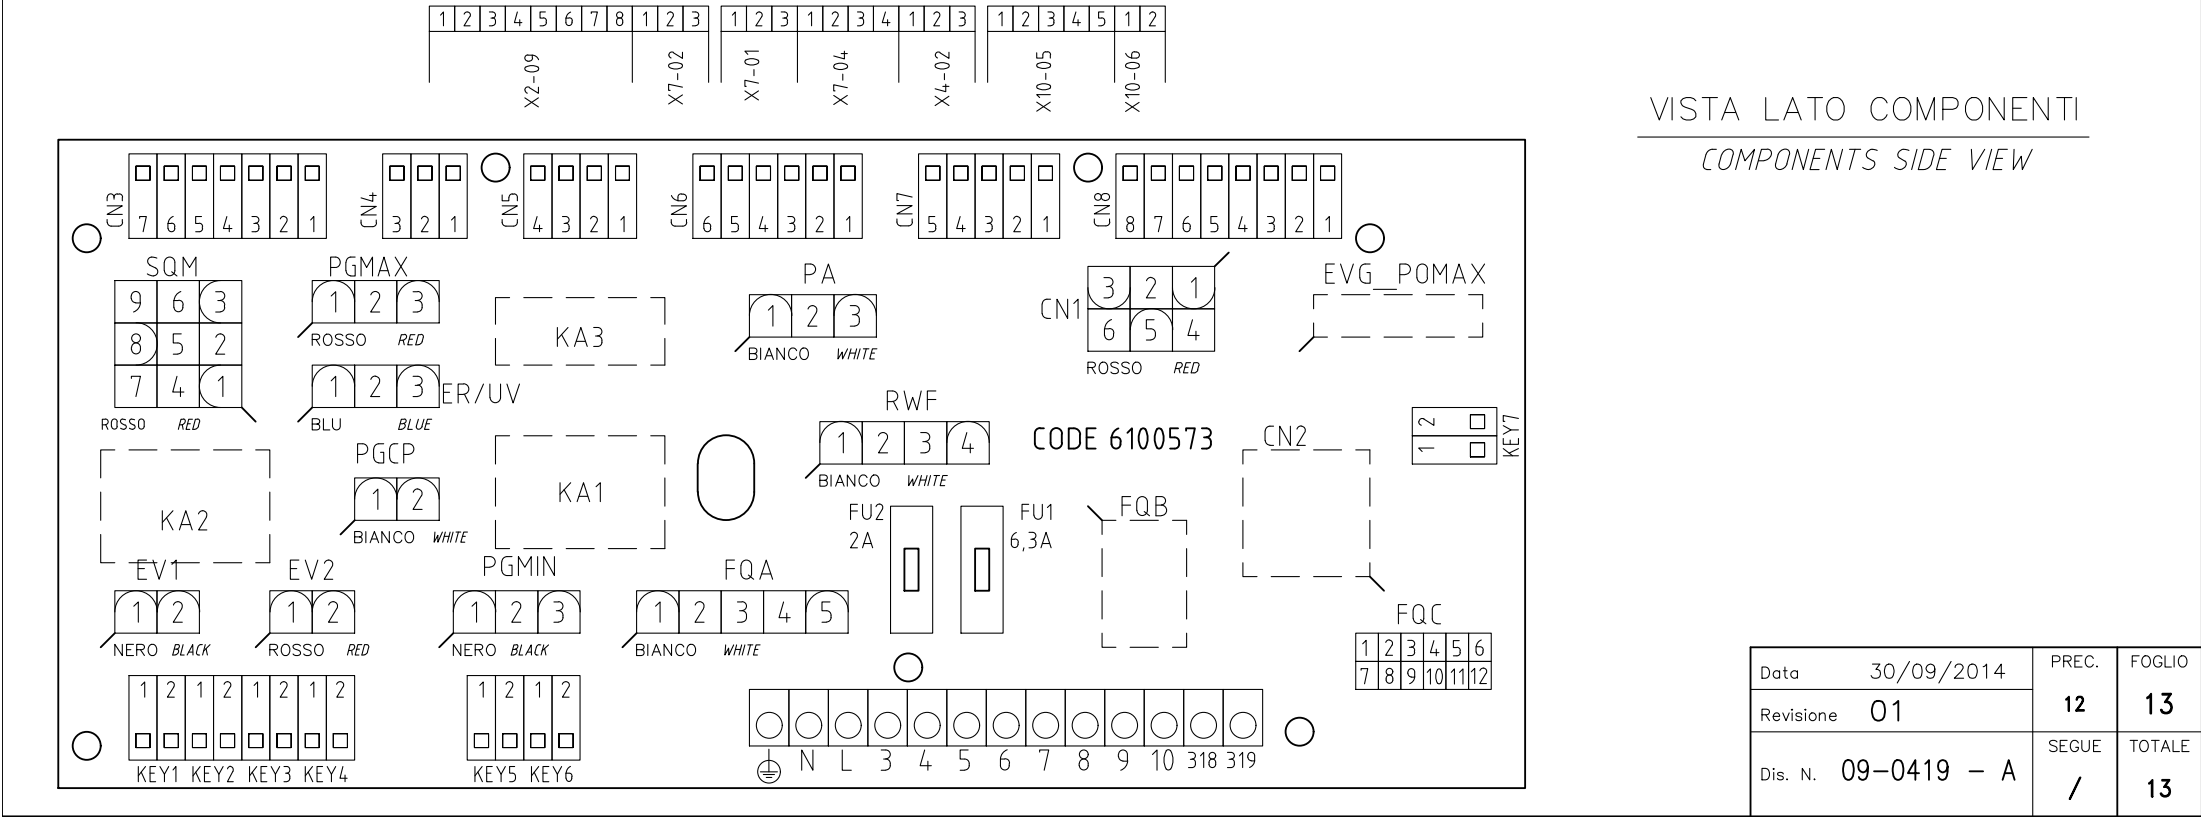 1 2 3 4 5 6 7 8 1 2 3 1 2 3 1 2 3 4 1 2 3 1 2 3 4 5 1 2
X2-09 X7-02 X7-01 X7-04 X4-02 X10-05 X10-06
VISTA LATO COMPONENTI
COMPONENTS SIDE VIEW
CN3 7 6 5 4 3 2 1
CN4 3 2 1
CN5 4 3 2 1
CN6 6 5 4 3 2 1
CN7 5 4 3 2 1
CN8 8 7 6 5 4 3 2 1
SQM
9 6 3
8 5 2
7 4 1
ROSSO RED
PGMAX
1 2 3
ROSSO RED
1 2 3 ER/UV
BLU BLUE
PGCP
1 2
BIANCO WHITE
KA3
KA1
KA2
PA
1 2 3
BIANCO WHITE
CN1
3 2 1
6 5 4
ROSSO RED
EVG_POMAX
RWF
1 2 3 4
BIANCO WHITE
CODE 6100573
CN2
2
1
KEY7
FU2
2A
FU1
6,3A
FQB
EV1
1 2
NERO BLACK
EV2
1 2
ROSSO RED
PGMIN
1 2 3
NERO BLACK
FQA
1 2 3 4 5
BIANCO WHITE
FQC
1 2 3 4 5 6
7 8 9 10 11 12
1 2 1 2 1 2 1 2
KEY1 KEY2 KEY3 KEY4
1 2 1 2
KEY5 KEY6
N L 3 4 5 6 7 8 9 10 318 319
Data 30/09/2014
Revisione 01
Dis. N. 09-0419 - A
PREC.
12
FOGLIO
13
SEGUE
/
TOTALE
13